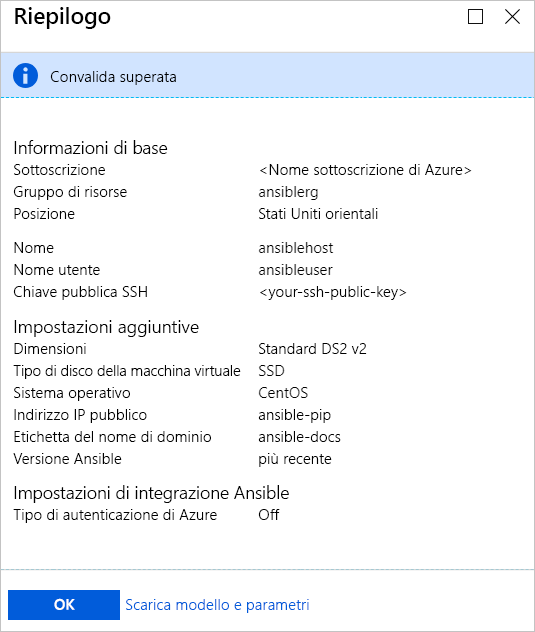 Riepilogo
Convalida superata
Informazioni di base
Sottoscrizione <Nome sottoscrizione di Azure>
Gruppo di risorse ansiblerg
Posizione Stati Uniti orientali
Nome ansiblehost
Nome utente ansibleuser
Chiave pubblica SSH <your-ssh-public-key>
Impostazioni aggiuntive
Dimensioni Standard DS2 v2
Tipo di disco della macchina virtuale SSD
Sistema operativo CentOS
Indirizzo IP pubblico ansible-pip
Etichetta del nome di dominio ansible-docs
Versione Ansible più recente
Impostazioni di integrazione Ansible
Tipo di autenticazione di Azure Off
OK Scarica modello e parametri